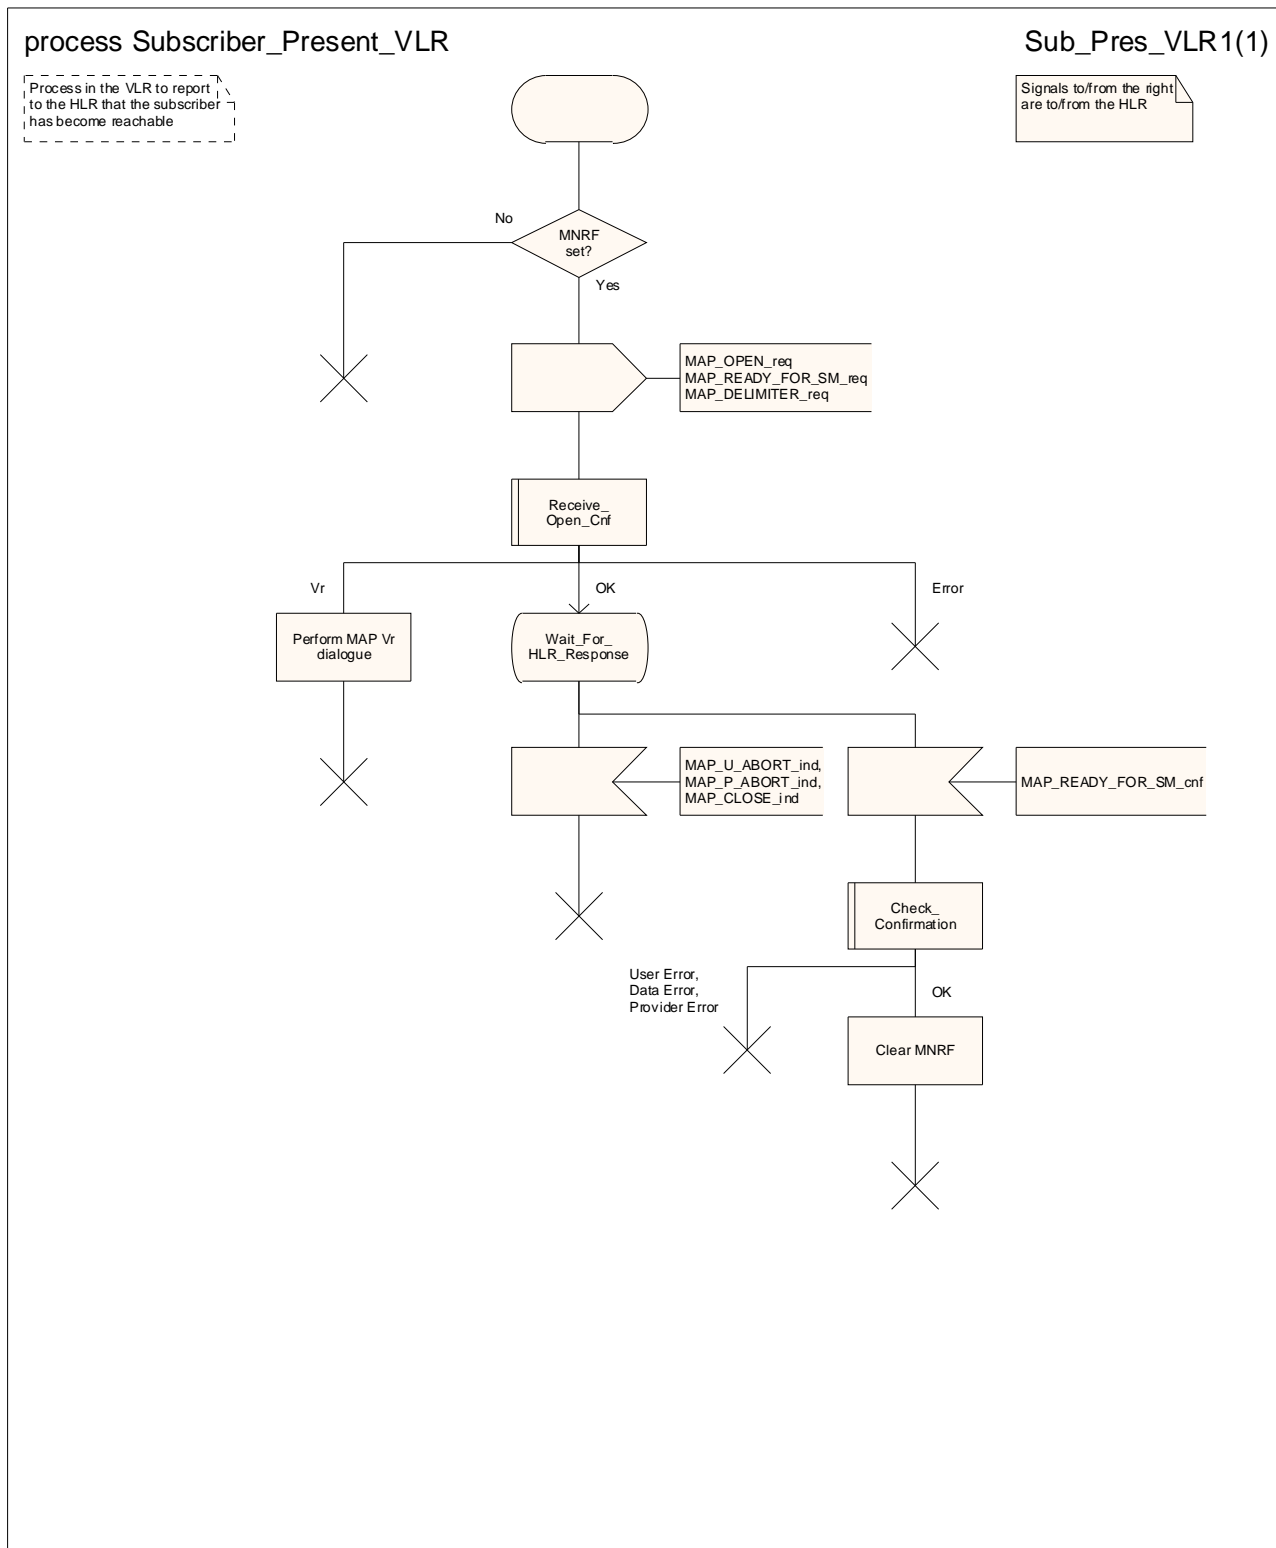 process Subscriber_Present_VLR
Sub_Pres_VLR1(1)
Process in the VLR to report
to the HLR that the subscriber
has become reachable
Signals to/from the right
are to/from the HLR
No
MNRF
set?
Yes
MAP_OPEN_req
MAP_READY_FOR_SM_req
MAP_DELIMITER_req
Receive_
Open_Cnf
Vr
OK
Error
Perform MAP Vr
dialogue
Wait_For_
HLR_Response
MAP_U_ABORT_ind,
MAP_P_ABORT_ind,
MAP_CLOSE_ind
MAP_READY_FOR_SM_cnf
Check_
Confirmation
User Error,
Data Error,
Provider Error
OK
Clear MNRF